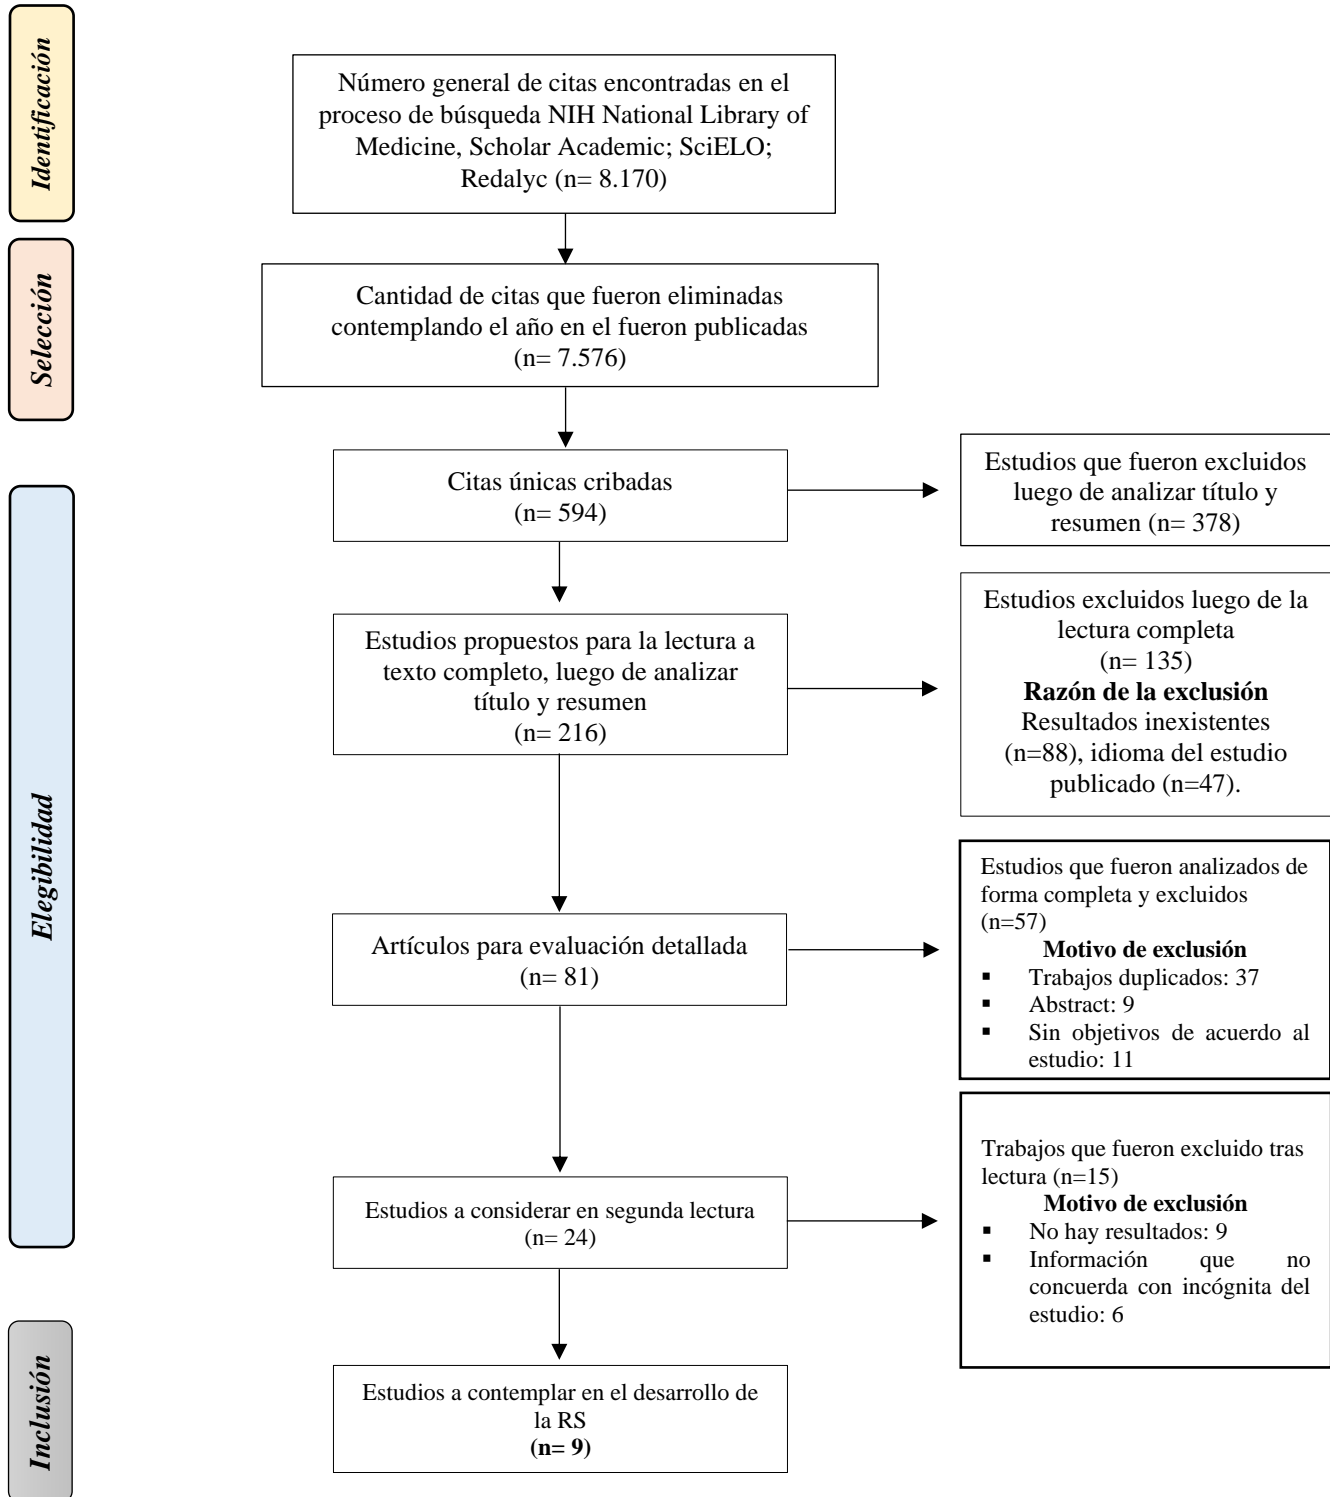 Identificación
Número general de citas encontradas en el
proceso de búsqueda NIH National Library of
Medicine, Scholar Academic; SciELO;
Redalyc (n= 8.170)
Selección
Cantidad de citas que fueron eliminadas
contemplando el año en el fueron publicadas
(n= 7.576)
Citas únicas cribadas
(n= 594)
Estudios que fueron excluidos
luego de analizar título y
resumen (n= 378)
Elegibilidad
Estudios propuestos para la lectura a
texto completo, luego de analizar
título y resumen
(n= 216)
Estudios excluidos luego de la
lectura completa
(n= 135)
Razón de la exclusión
Resultados inexistentes
(n=88), idioma del estudio
publicado (n=47).
Artículos para evaluación detallada
(n= 81)
Estudios que fueron analizados de
forma completa y excluidos
(n=57)
Motivo de exclusión
▪ Trabajos duplicados: 37
▪ Abstract: 9
▪ Sin objetivos de acuerdo al
estudio: 11
Estudios a considerar en segunda lectura
(n= 24)
Trabajos que fueron excluido tras
lectura (n=15)
Motivo de exclusión
▪ No hay resultados: 9
▪ Información que no
concuerda con incógnita del
estudio: 6
Inclusión
Estudios a contemplar en el desarrollo de
la RS
(n= 9)